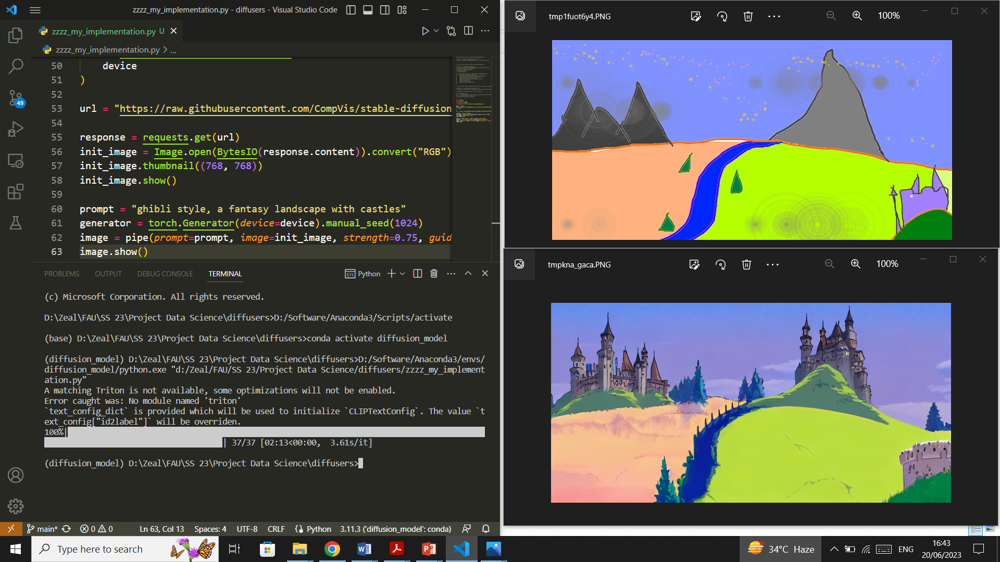 zzzz_my_implementation.py - diffusers - Visual Studio Code
zzzz_my_implementation.py U
zzzz_my_implementation.py > ...
50 device
51 )
52
53 url = "https://raw.githubusercontent.com/CompVis/stable-diffusion
54
55 response = requests.get(url)
56 init_image = Image.open(BytesIO(response.content)).convert("RGB")
57 init_image.thumbnail((768, 768))
58 init_image.show()
59
60 prompt = "ghibli style, a fantasy landscape with castles"
61 generator = torch.Generator(device=device).manual_seed(1024)
62 image = pipe(prompt=prompt, image=init_image, strength=0.75, guid
63 image.show()
49
PROBLEMS OUTPUT DEBUG CONSOLE TERMINAL Python
(c) Microsoft Corporation. All rights reserved.
D:\Zeal\FAU\SS 23\Project Data Science\diffusers>D:/Software/Anaconda3/Scripts/activate
(base) D:\Zeal\FAU\SS 23\Project Data Science\diffusers>conda activate diffusion_model
(diffusion_model) D:\Zeal\FAU\SS 23\Project Data Science\diffusers>D:/Software/Anaconda3/envs/
diffusion_model/python.exe "d:/Zeal/FAU/SS 23/Project Data Science/diffusers/zzzz_my_implement
ation.py"
A matching Triton is not available, some optimizations will not be enabled.
Error caught was: No module named 'triton'
`text_config_dict` is provided which will be used to initialize `CLIPTextConfig`. The value `t
ext_config["id2label"]` will be overriden.
100%|
| 37/37 [02:13<00:00, 3.61s/it]
(diffusion_model) D:\Zeal\FAU\SS 23\Project Data Science\diffusers>
main* 0 0 Ln 63, Col 13 Spaces: 4 UTF-8 CRLF Python 3.11.3 ('diffusion_model': conda)
tmp1fuot6y4.PNG 100%
tmpkna_gaca.PNG 100%
Type here to search
34°C Haze
ENG
16:43
20/06/2023